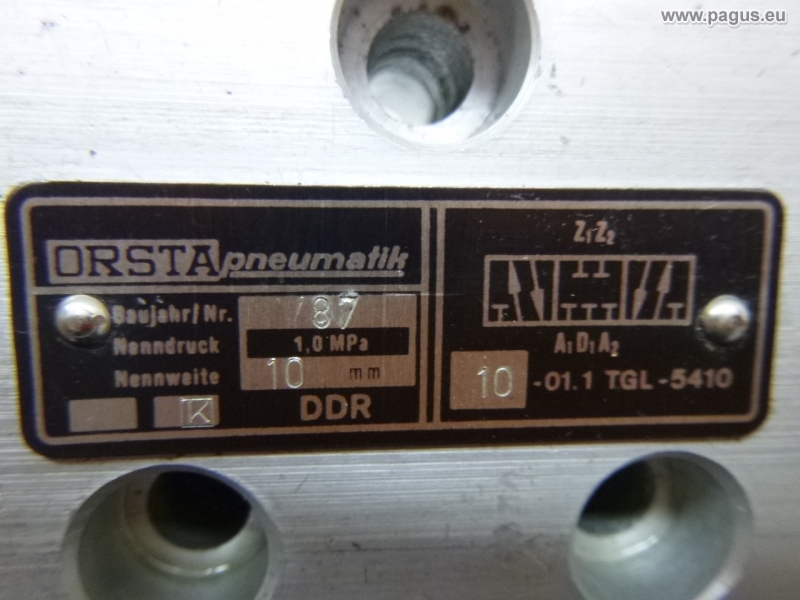 www.pagus.eu
ORSTA pneumatik
Baujahr/Nr. /87
Nenndruck 1,0 MPa
Nennweite 10 mm
K DDR
Z₁Z₂
T T T T T
A₁D₁A₂
10 -01.1 TGL-5410